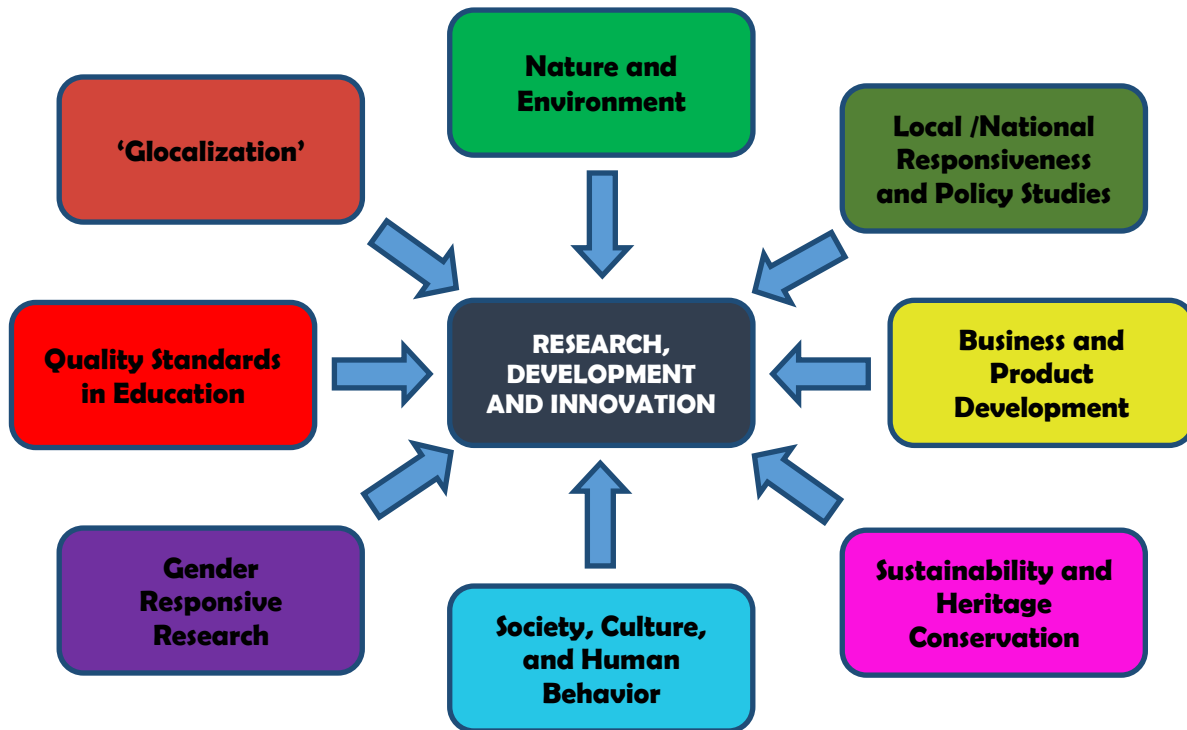 Nature and
Environment
‘Glocalization’
Local /National
Responsiveness
and Policy Studies
Quality Standards
in Education
RESEARCH,
DEVELOPMENT
AND INNOVATION
Business and
Product
Development
Gender
Responsive
Research
Society, Culture,
and Human
Behavior
Sustainability and
Heritage
Conservation